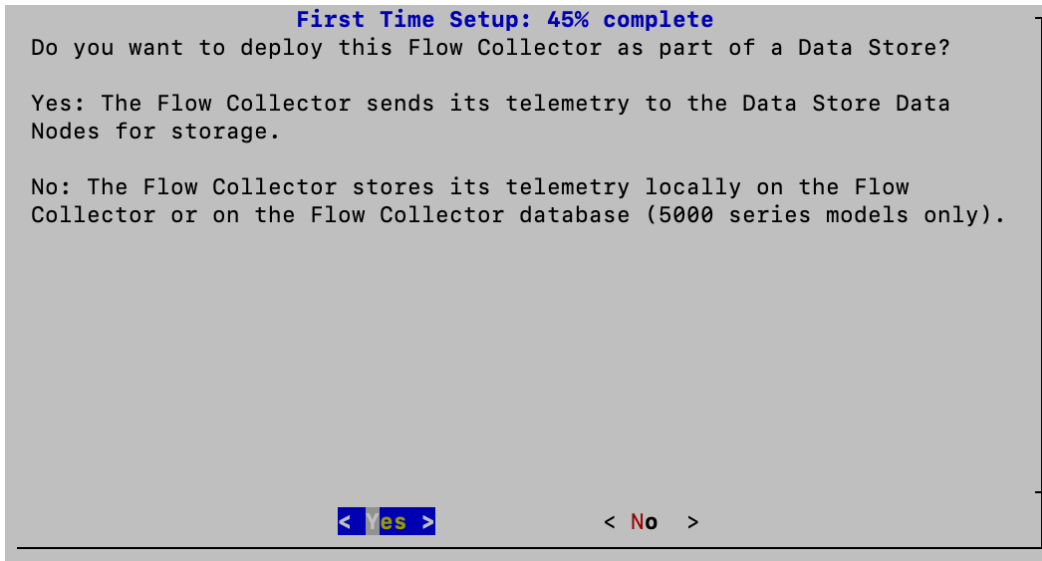 First Time Setup: 45% complete
Do you want to deploy this Flow Collector as part of a Data Store?
Yes: The Flow Collector sends its telemetry to the Data Store Data
Nodes for storage.
No: The Flow Collector stores its telemetry locally on the Flow
Collector or on the Flow Collector database (5000 series models only).
< Yes > < No >